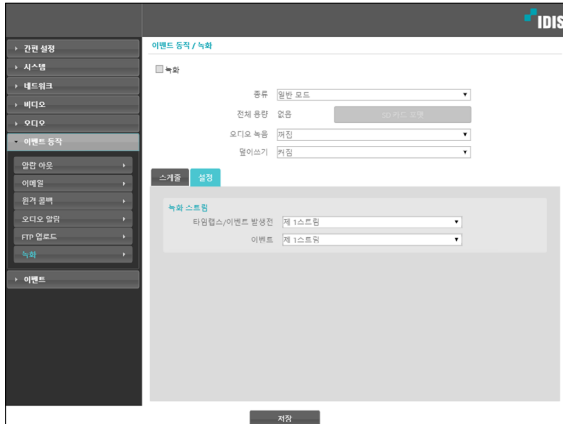 IDIS
간편 설정
시스템
네트워크
비디오
오디오
이벤트 동작
알람 아웃
이메일
원격 콜백
오디오 알림
FTP 업로드
녹화
이벤트
이벤트 동작 / 녹화
녹화
종류 일반 모드
전체 용량 없음 SD 카드 포맷
오디오 녹음 꺼짐
덮어쓰기 켜짐
스케줄 설정
녹화 스트림
타임랩스/이벤트 발생전 제 1스트림
이벤트 제 1스트림
저장